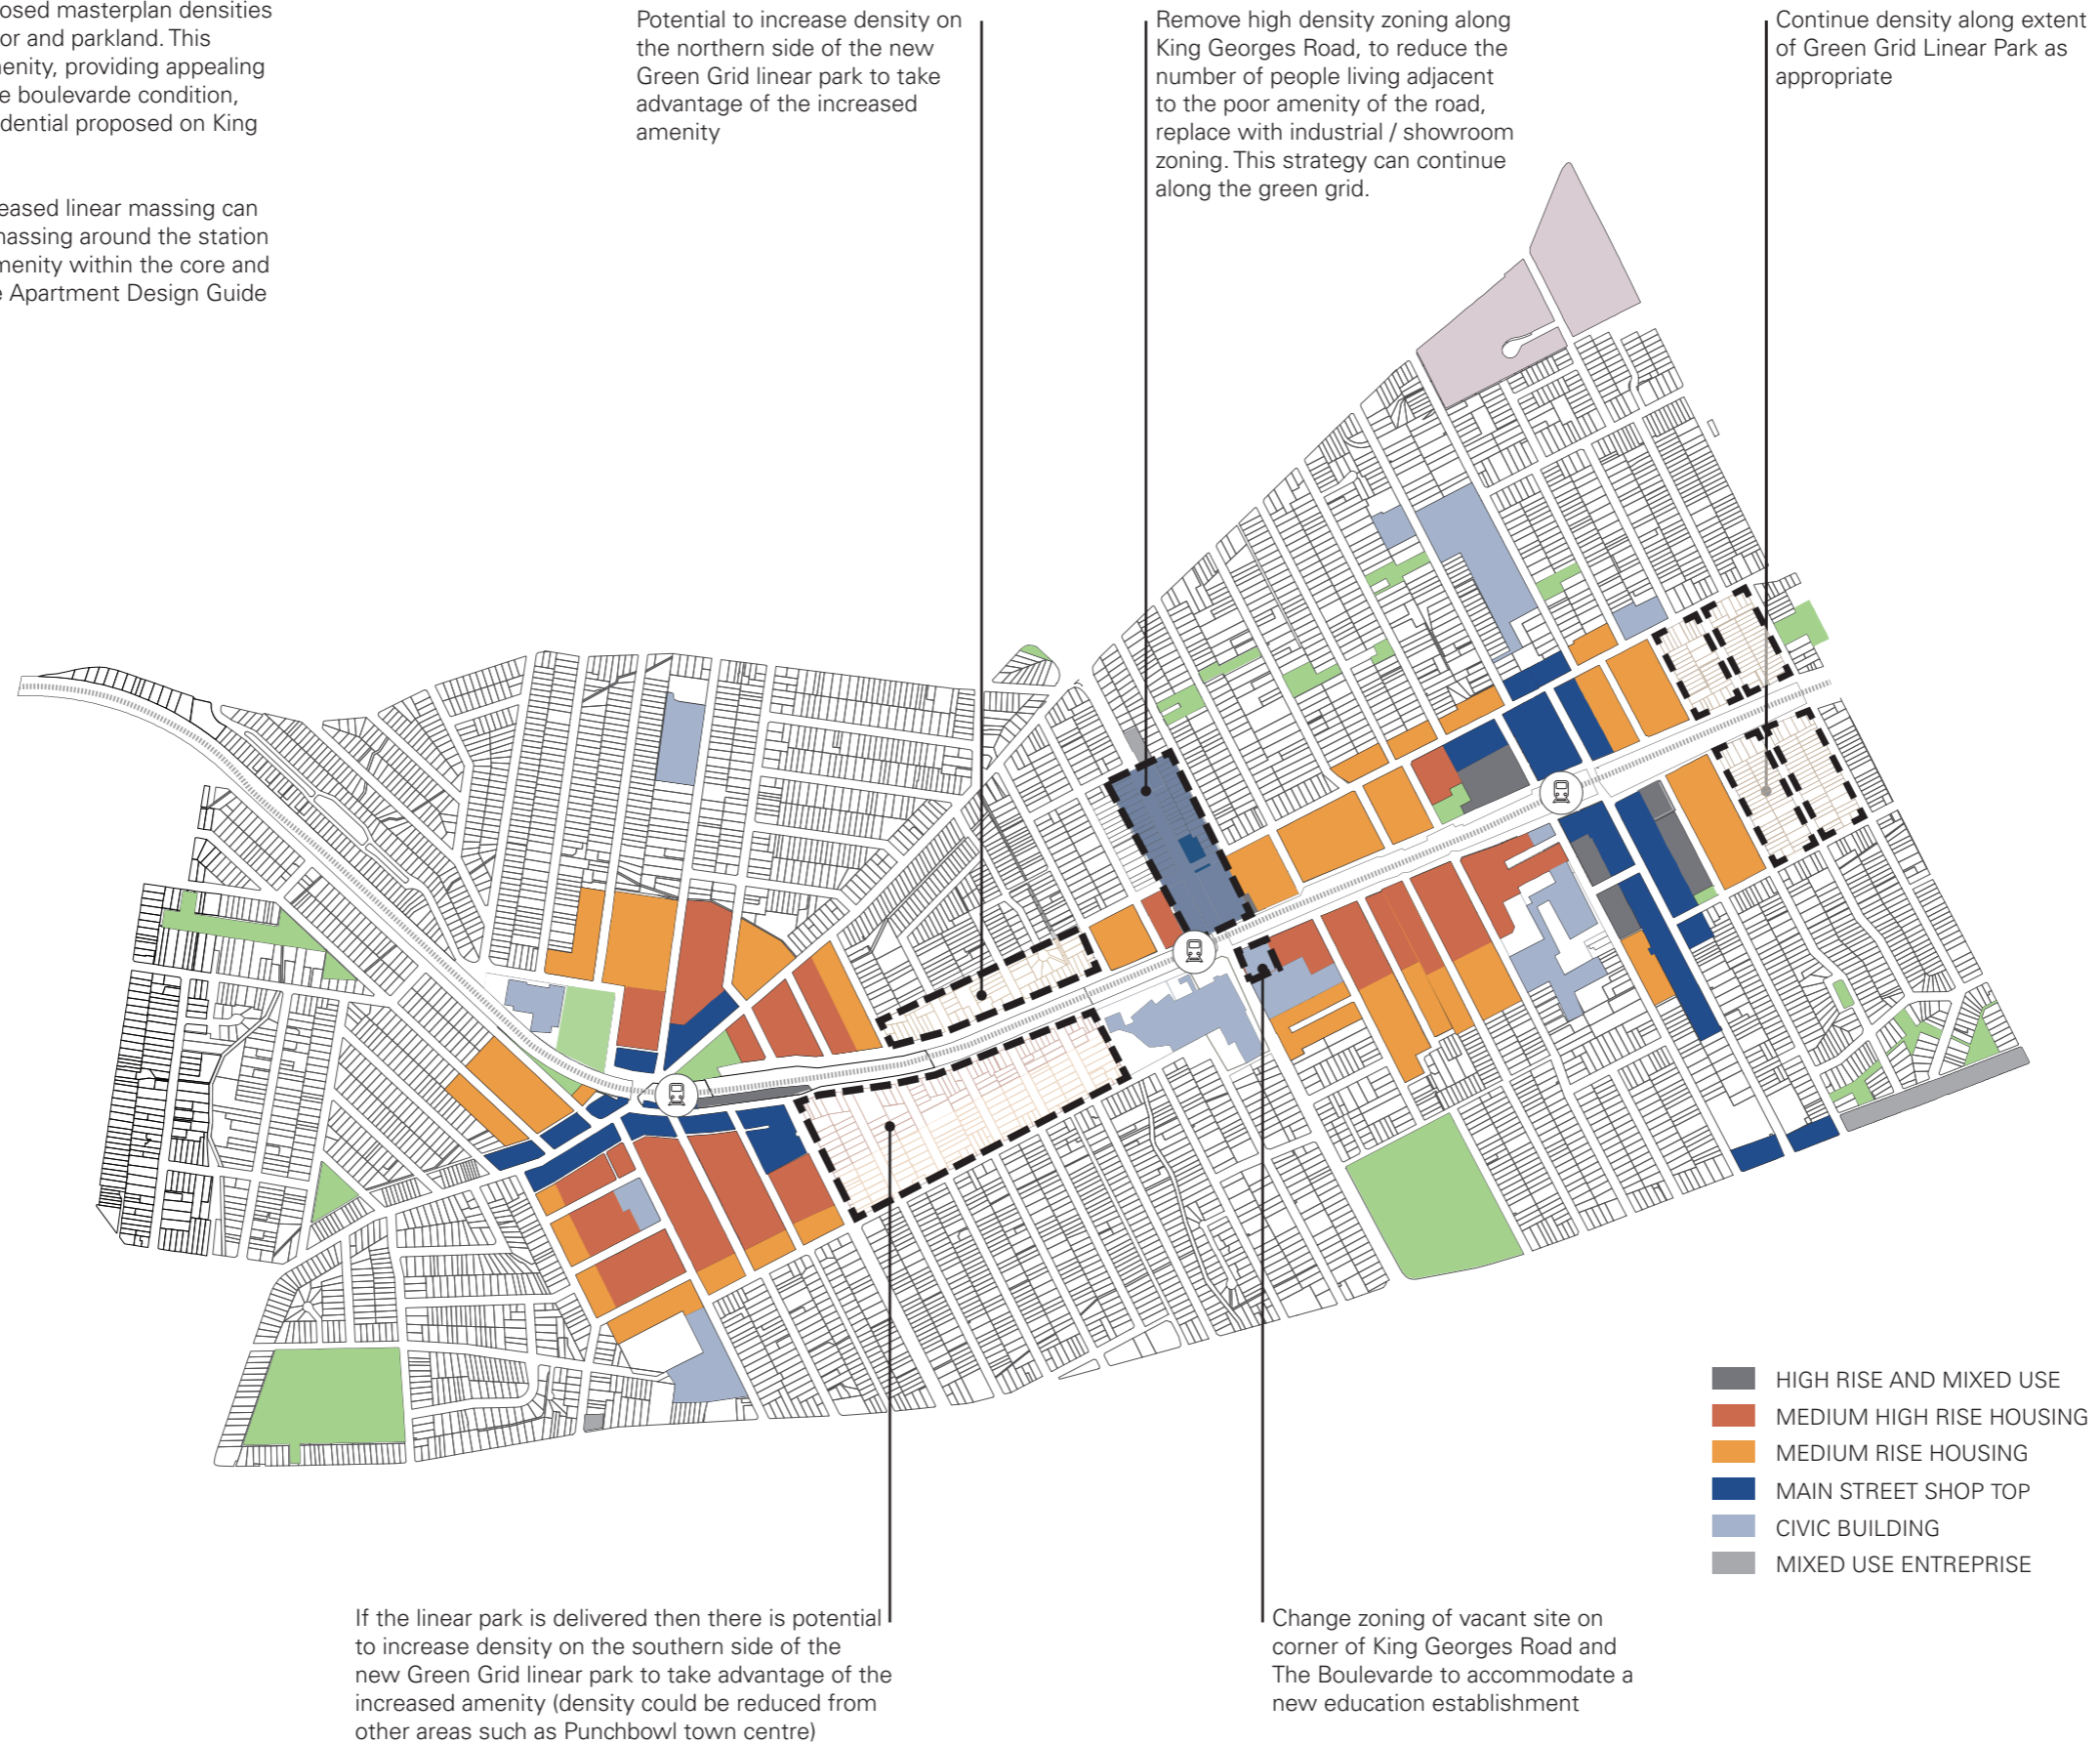 osed masterplan densities
or and parkland. This
enity, providing appealing
e boulevarde condition,
dential proposed on King
eased linear massing can
nassing around the station
menity within the core and
e Apartment Design Guide
Potential to increase density on
the northern side of the new
Green Grid linear park to take
advantage of the increased
amenity
Remove high density zoning along
King Georges Road, to reduce the
number of people living adjacent
to the poor amenity of the road,
replace with industrial / showroom
zoning. This strategy can continue
along the green grid.
Continue density along extent
of Green Grid Linear Park as
appropriate
HIGH RISE AND MIXED USE
MEDIUM HIGH RISE HOUSING
MEDIUM RISE HOUSING
MAIN STREET SHOP TOP
CIVIC BUILDING
MIXED USE ENTREPRISE
If the linear park is delivered then there is potential
to increase density on the southern side of the
new Green Grid linear park to take advantage of the
increased amenity (density could be reduced from
other areas such as Punchbowl town centre)
Change zoning of vacant site on
corner of King Georges Road and
The Boulevarde to accommodate a
new education establishment